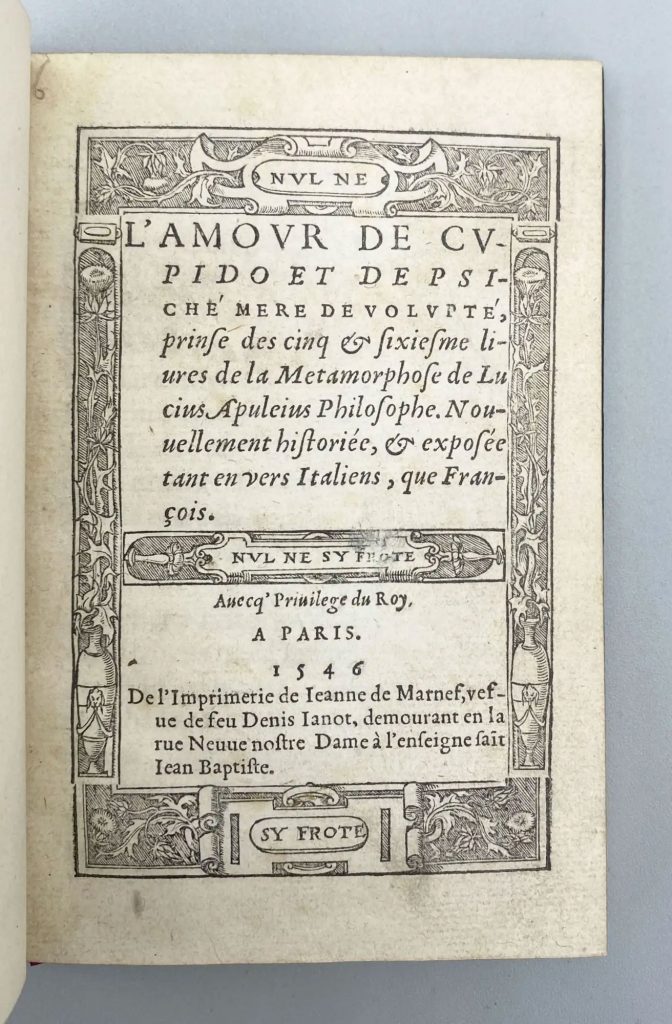 NVL NE
L'AMOVR DE CV-
PIDO ET DE PSI-
CHÉ MERE DE VOLVPTÉ,
prinſe des cinq & ſixieſme li-
ures de la Metamorphoſe de Lu
cius Apuleius Philoſophe. Nou-
uellement hiſtoriée, & expoſée
tant en vers Italiens, que Fran-
çois.
NVL NE SY FROTE
Auecq' Priuilege du Roy,
A PARIS.
1546
De l'Imprimerie de Ieanne de Marnef, veſ-
ue de feu Denis Ianot, demourant en la
rue Neuue noſtre Dame à l'enſeigne ſaĩt
Iean Baptiſte.
SY FROTE